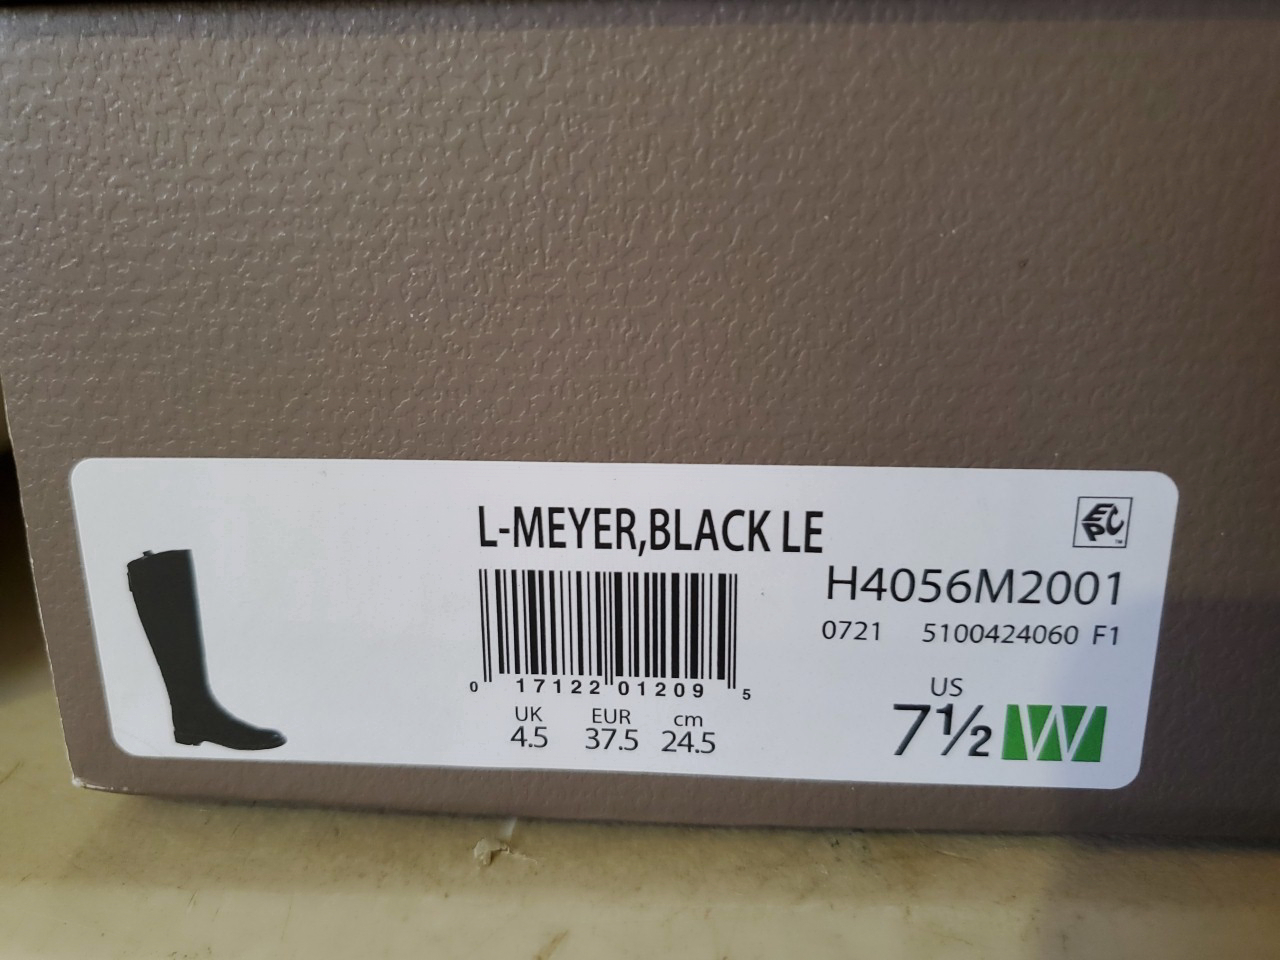 L-MEYER,BLACK LE
EPC™
H4056M2001
0721 5100424060 F1
0 17122 01209 5
UK EUR cm
4.5 37.5 24.5
US
7½ W